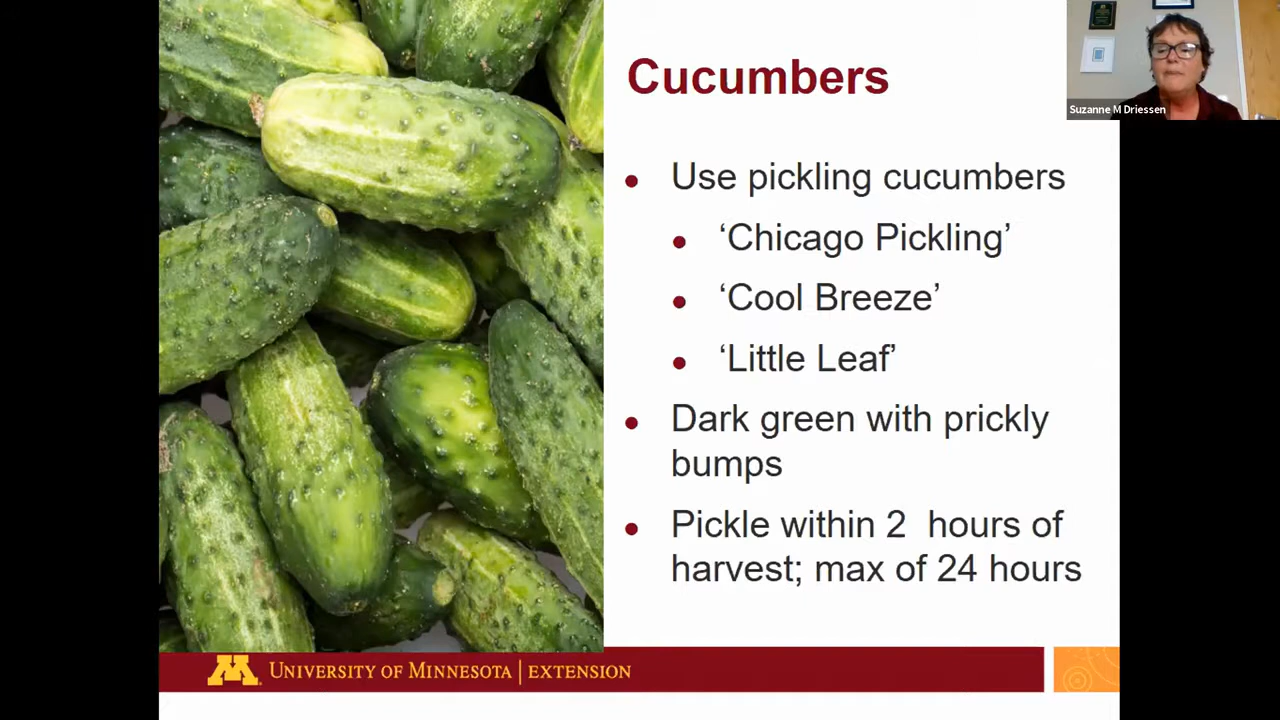 Cucumbers
Suzanne M Driessen
● Use pickling cucumbers
● ‘Chicago Pickling’
● ‘Cool Breeze’
● ‘Little Leaf’
● Dark green with prickly
bumps
● Pickle within 2  hours of
harvest; max of 24 hours
M
UNIVERSITY OF MINNESOTA | EXTENSION